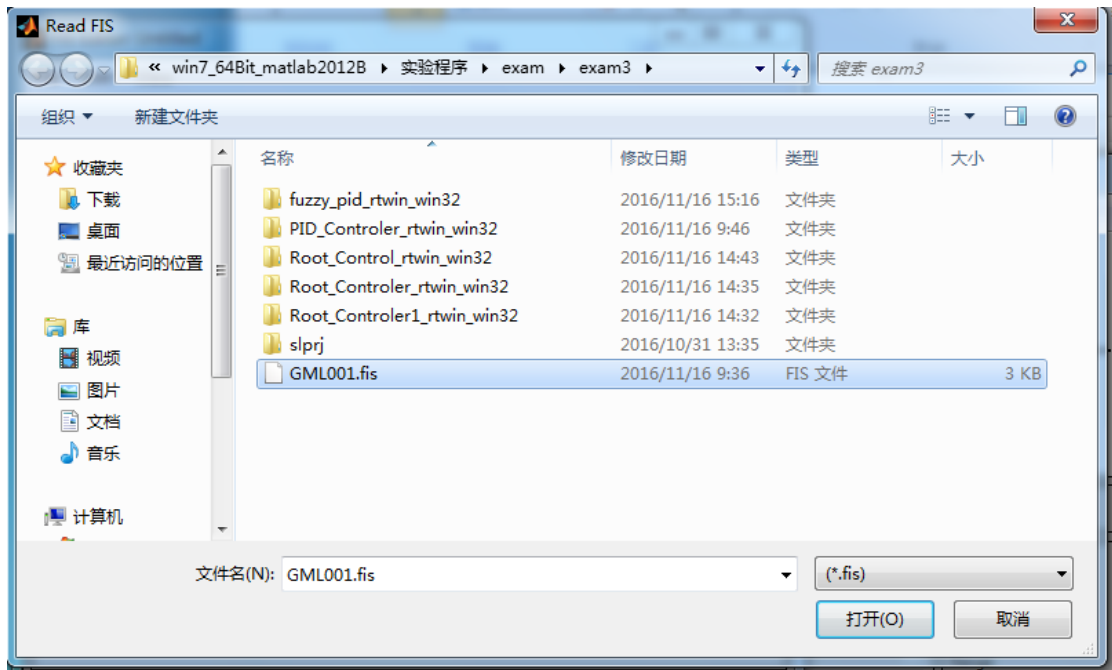 Read FIS
« win7_64Bit_matlab2012B 实验程序 exam exam3 搜索 exam3
组织 新建文件夹
名称 修改日期 类型 大小
收藏夹
下载
桌面
最近访问的位置
库
视频
图片
文档
音乐
计算机
fuzzy_pid_rtwin_win32 2016/11/16 15:16 文件夹
PID_Controler_rtwin_win32 2016/11/16 9:46 文件夹
Root_Control_rtwin_win32 2016/11/16 14:43 文件夹
Root_Controler_rtwin_win32 2016/11/16 14:35 文件夹
Root_Controler1_rtwin_win32 2016/11/16 14:32 文件夹
slprj 2016/10/31 13:35 文件夹
GML001.fis 2016/11/16 9:36 FIS 文件 3 KB
文件名(N): GML001.fis (*.fis)
打开(O) 取消